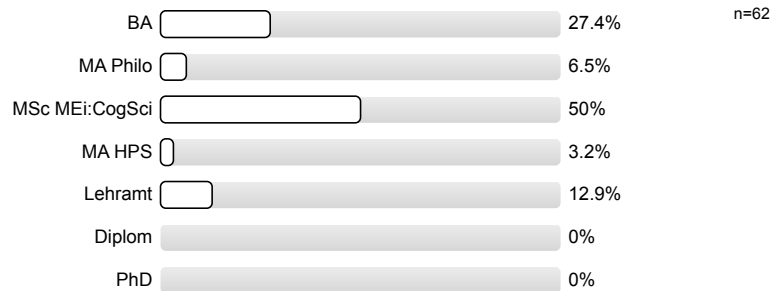 BA 27.4% n=62
MA Philo 6.5%
MSc MEi:CogSci 50%
MA HPS 3.2%
Lehramt 12.9%
Diplom 0%
PhD 0%